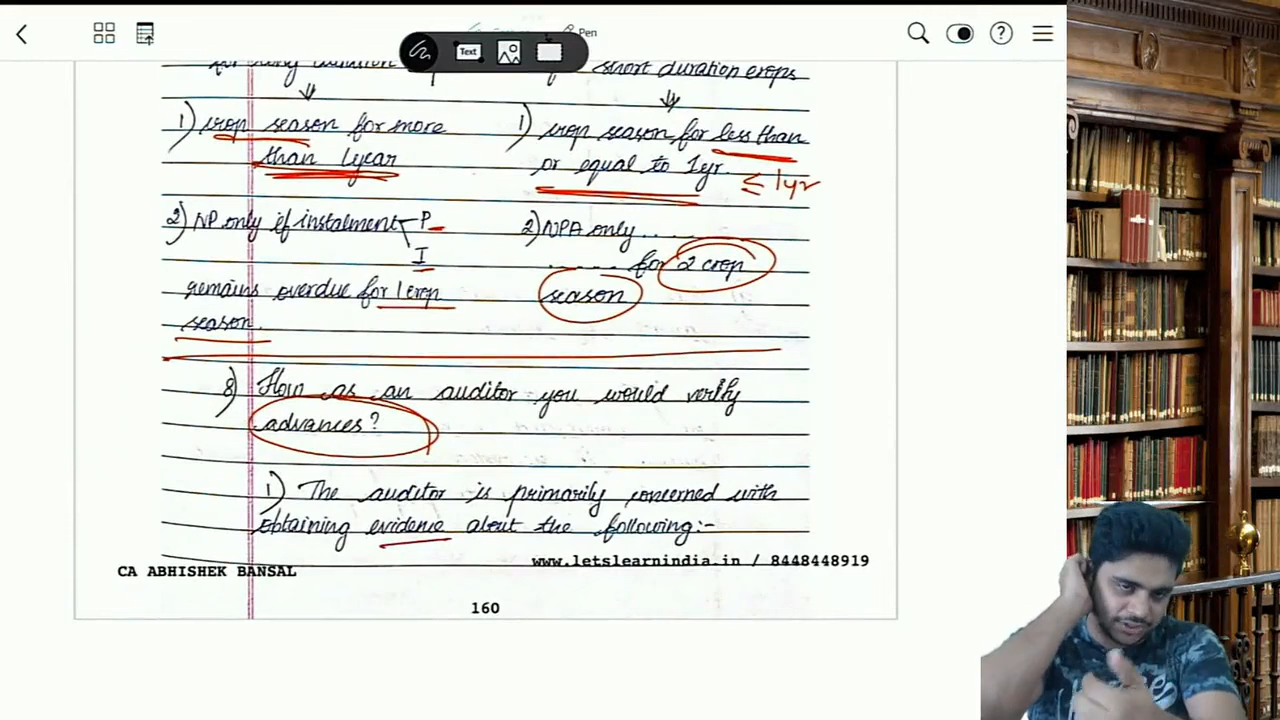 Pen
Text
short duration crops
1) crop season for more
than 1year
1) crop season for less than
or equal to 1yr.
≤ 1yr
2) NP only if instalment P
I
remains overdue for 1 crop
season.
2) NPA only ..........
........ for 2 crop
season
8) How as an auditor you would verify
advances?
1) The auditor is primarily concerned with
obtaining evidence about the following:-
CA ABHISHEK BANSAL
www.letslearnindia.in / 8448448919
160